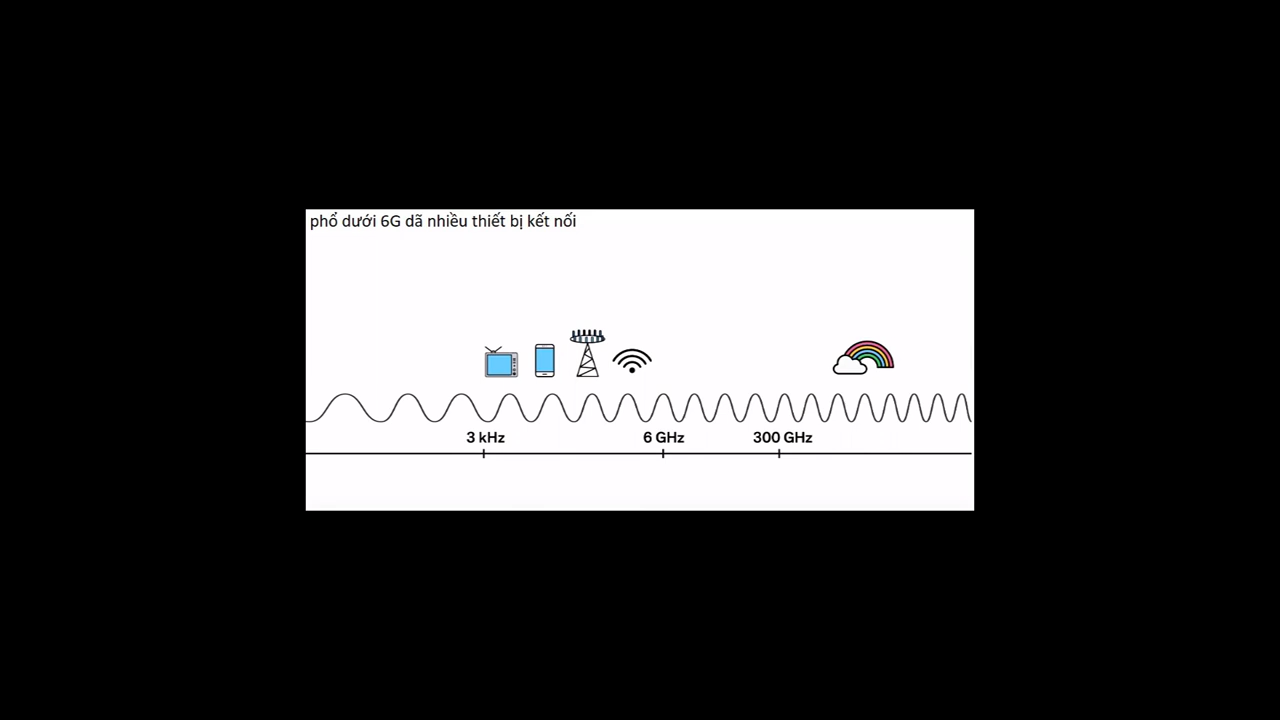 phổ dưới 6G dã nhiều thiết bị kết nối
3 kHz 6 GHz 300 GHz